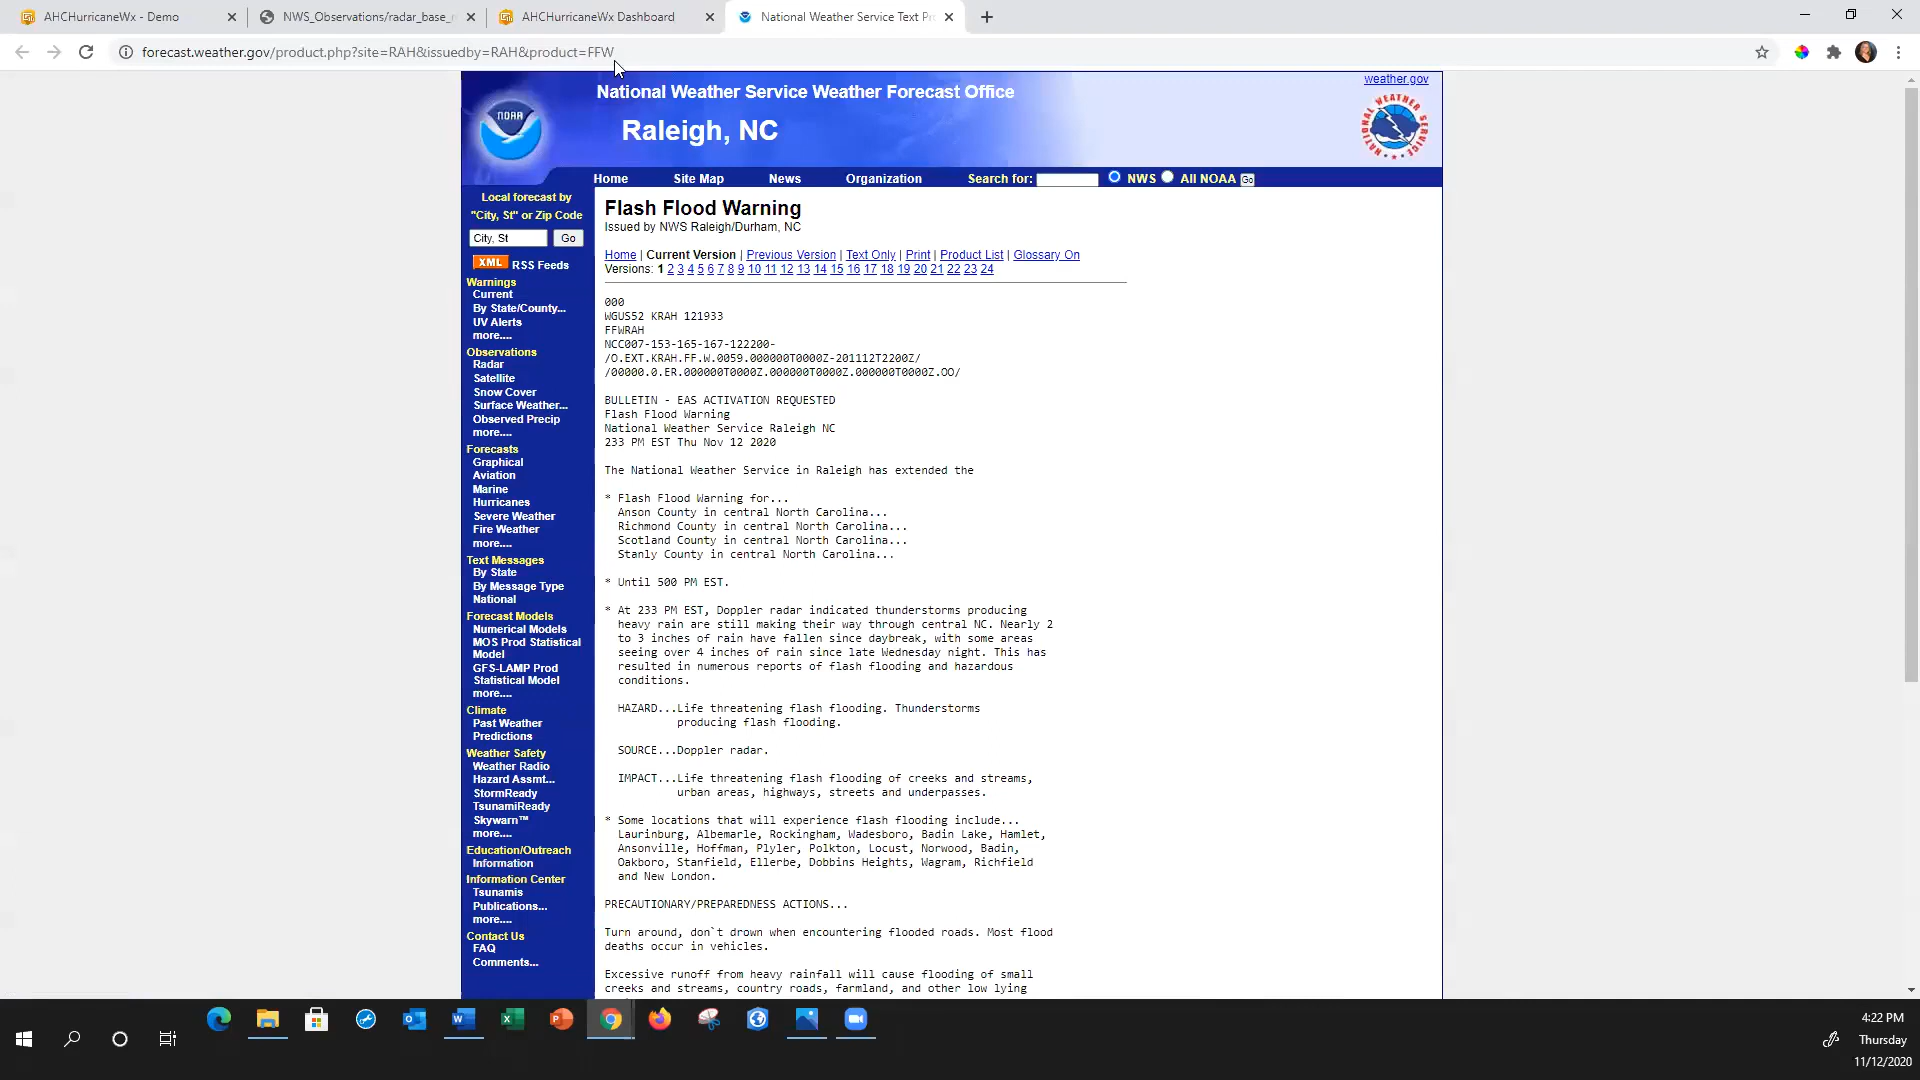 AHCHurricaneWx - Demo
NWS_Observations/radar_base_
AHCHurricaneWx Dashboard
National Weather Service Text Pr
forecast.weather.gov/product.php?site=RAH&issuedby=RAH&product=FFW
weather.gov
National Weather Service Weather Forecast Office
NOAA
Raleigh, NC
Home Site Map News Organization Search for: NWS All NOAA Go
Local forecast by
"City, St" or Zip Code
City, St Go
XML RSS Feeds
Warnings
Current
By State/County...
UV Alerts
more....
Observations
Radar
Satellite
Snow Cover
Surface Weather...
Observed Precip
more....
Forecasts
Graphical
Aviation
Marine
Hurricanes
Severe Weather
Fire Weather
more....
Text Messages
By State
By Message Type
National
Forecast Models
Numerical Models
MOS Prod Statistical
Model
GFS-LAMP Prod
Statistical Model
more....
Climate
Past Weather
Predictions
Weather Safety
Weather Radio
Hazard Assmt...
StormReady
TsunamiReady
Skywarn™
more....
Education/Outreach
Information
Information Center
Tsunamis
Publications...
more....
Contact Us
FAQ
Comments...
Flash Flood Warning
Issued by NWS Raleigh/Durham, NC
Home | Current Version | Previous Version | Text Only | Print | Product List | Glossary On
Versions: 1 2 3 4 5 6 7 8 9 10 11 12 13 14 15 16 17 18 19 20 21 22 23 24
000
WGUS52 KRAH 121933
FFWRAH
NCC007-153-165-167-122200-
/O.EXT.KRAH.FF.W.0059.000000T0000Z-201112T2200Z/
/00000.0.ER.000000T0000Z.000000T0000Z.000000T0000Z.OO/
BULLETIN - EAS ACTIVATION REQUESTED
Flash Flood Warning
National Weather Service Raleigh NC
233 PM EST Thu Nov 12 2020
The National Weather Service in Raleigh has extended the
* Flash Flood Warning for...
Anson County in central North Carolina...
Richmond County in central North Carolina...
Scotland County in central North Carolina...
Stanly County in central North Carolina...
* Until 500 PM EST.
* At 233 PM EST, Doppler radar indicated thunderstorms producing
heavy rain are still making their way through central NC. Nearly 2
to 3 inches of rain have fallen since daybreak, with some areas
seeing over 4 inches of rain since late Wednesday night. This has
resulted in numerous reports of flash flooding and hazardous
conditions.
HAZARD...Life threatening flash flooding. Thunderstorms
producing flash flooding.
SOURCE...Doppler radar.
IMPACT...Life threatening flash flooding of creeks and streams,
urban areas, highways, streets and underpasses.
* Some locations that will experience flash flooding include...
Laurinburg, Albemarle, Rockingham, Wadesboro, Badin Lake, Hamlet,
Ansonville, Hoffman, Plyler, Polkton, Locust, Norwood, Badin,
Oakboro, Stanfield, Ellerbe, Dobbins Heights, Wagram, Richfield
and New London.
PRECAUTIONARY/PREPAREDNESS ACTIONS...
Turn around, don`t drown when encountering flooded roads. Most flood
deaths occur in vehicles.
Excessive runoff from heavy rainfall will cause flooding of small
creeks and streams, country roads, farmland, and other low lying
4:22 PM
Thursday
11/12/2020